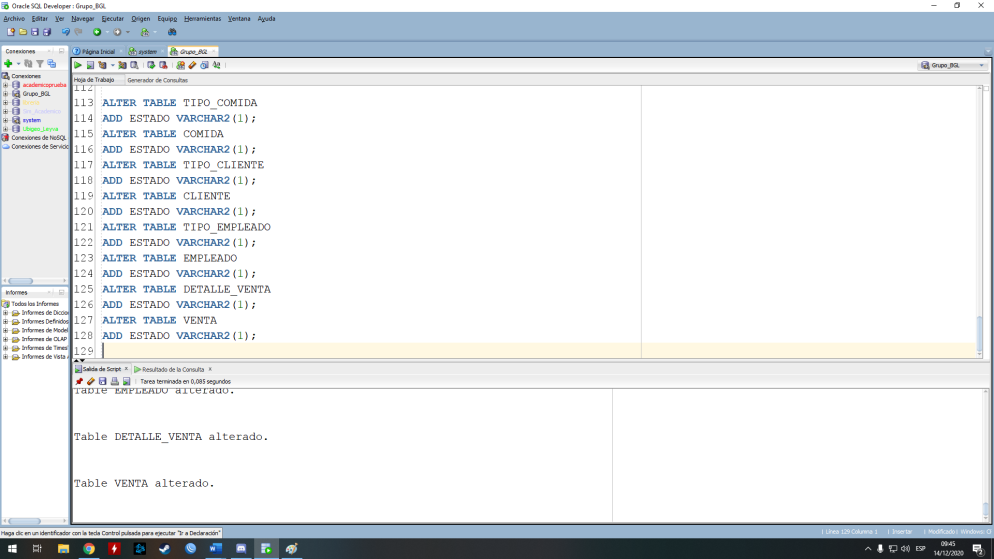 Oracle SQL Developer : Grupo_BGL
Archivo Editar Ver Navegar Ejecutar Origen Equipo Herramientas Ventana Ayuda
Conexiones
Página Inicial
system
Grupo_BGL
Grupo_BGL
Hoja de Trabajo Generador de Consultas
Conexiones
academicoprueba
Grupo_BGL
system
Ubigeo_Leyva
Conexiones de NoSQL
Conexiones de Servicio
112
113 ALTER TABLE TIPO_COMIDA
114 ADD ESTADO VARCHAR2(1);
115 ALTER TABLE COMIDA
116 ADD ESTADO VARCHAR2(1);
117 ALTER TABLE TIPO_CLIENTE
118 ADD ESTADO VARCHAR2(1);
119 ALTER TABLE CLIENTE
120 ADD ESTADO VARCHAR2(1);
121 ALTER TABLE TIPO_EMPLEADO
122 ADD ESTADO VARCHAR2(1);
123 ALTER TABLE EMPLEADO
124 ADD ESTADO VARCHAR2(1);
125 ALTER TABLE DETALLE_VENTA
126 ADD ESTADO VARCHAR2(1);
127 ALTER TABLE VENTA
128 ADD ESTADO VARCHAR2(1);
129
Informes
Todos los Informes
Informes de Diccio
Informes Definidos
Informes de Model
Informes de OLAP
Informes de Times
Informes de Vista A
Salida de Script
Resultado de la Consulta
Tarea terminada en 0,085 segundos
Table EMPLEADO alterado.
Table DETALLE_VENTA alterado.
Table VENTA alterado.
Haga clic en un identificador con la tecla Control pulsada para ejecutar "Ir a Declaración"
Línea 129 Columna 1
Insertar
Modificado
Windows: C
ESP
09:45
14/12/2020
2